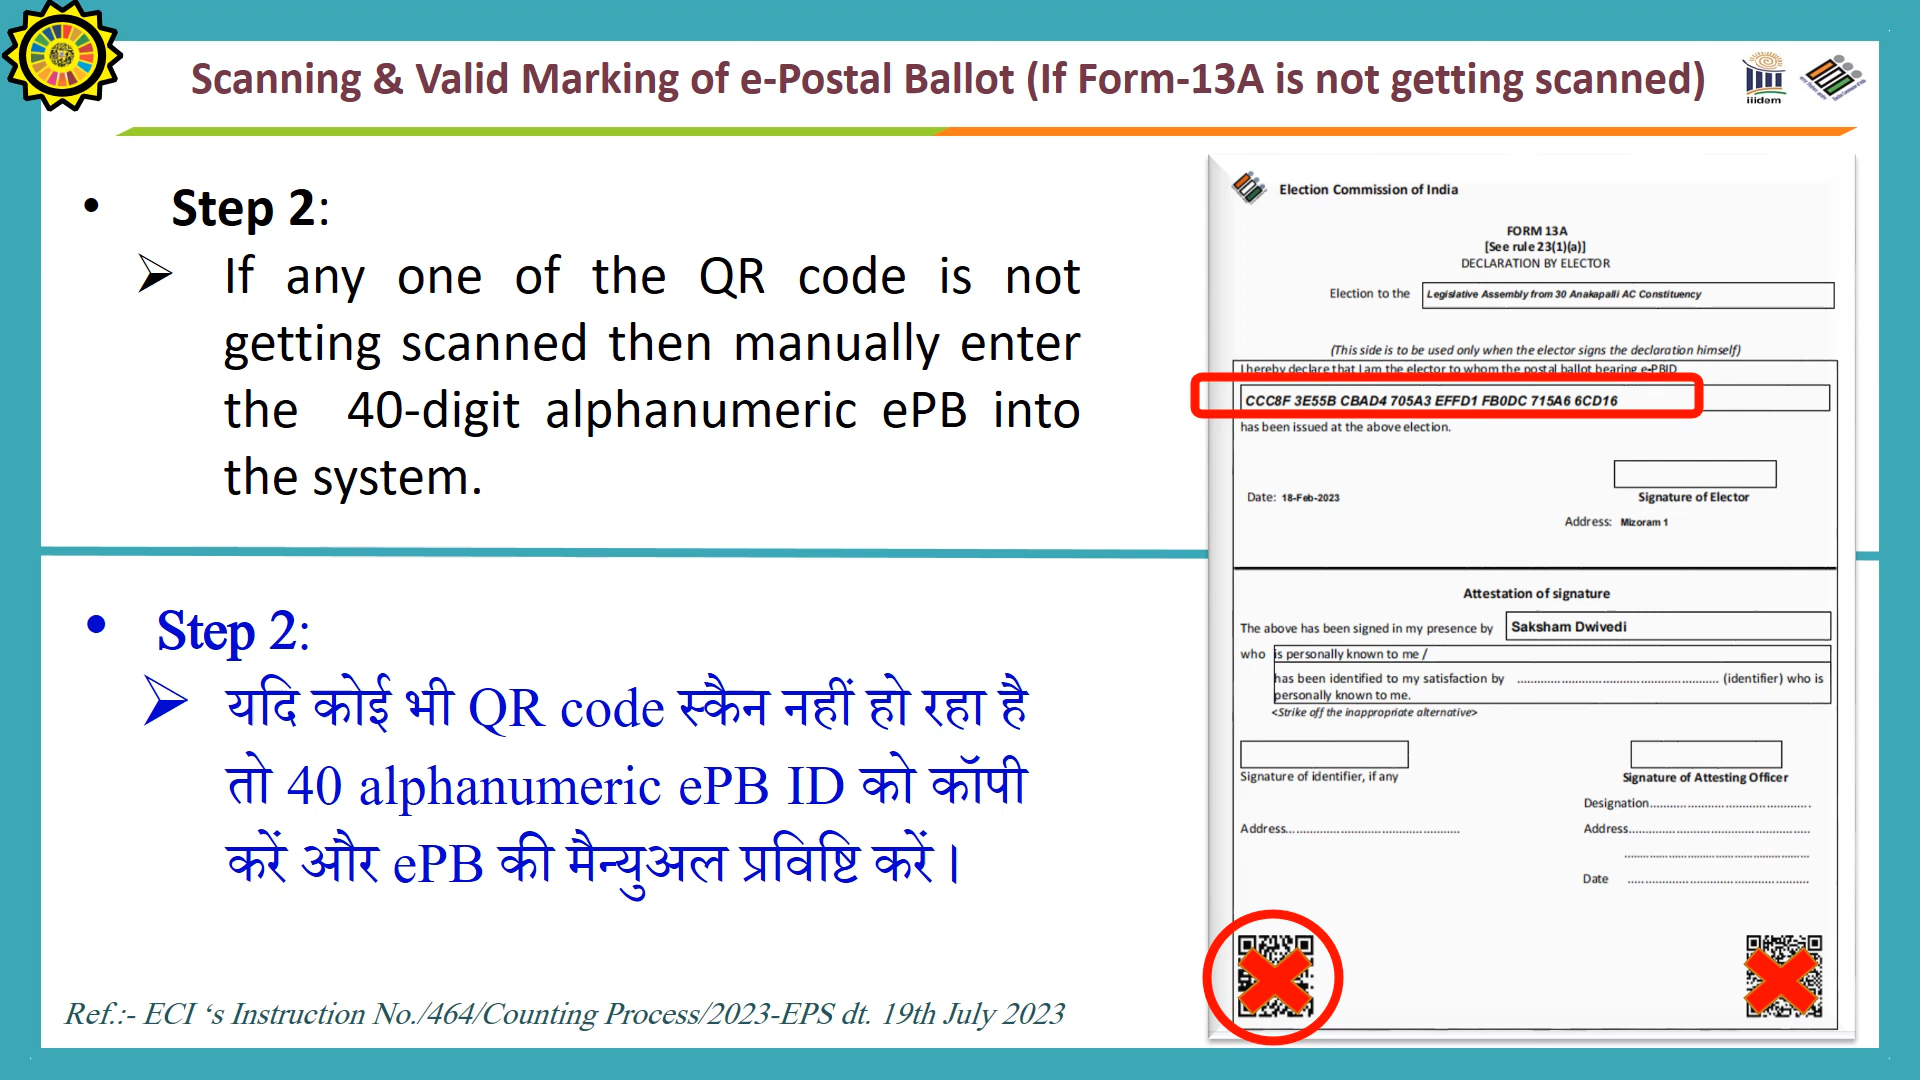 Scanning & Valid Marking of e-Postal Ballot (If Form-13A is not getting scanned)
iiidem
• Step 2:
➢ If any one of the QR code is not
getting scanned then manually enter
the 40-digit alphanumeric ePB into
the system.
• Step 2:
➢ यदि कोई भी QR code स्कैन नहीं हो रहा है
तो 40 alphanumeric ePB ID को कॉपी
करें और ePB की मैन्युअल प्रविष्टि करें।
Ref.:- ECI ‘s Instruction No./464/Counting Process/2023-EPS dt. 19th July 2023
Election Commission of India
FORM 13A
[See rule 23(1)(a)]
DECLARATION BY ELECTOR
Election to the Legislative Assembly from 30 Anakapalli AC Constituency
(This side is to be used only when the elector signs the declaration himself)
I hereby declare that I am the elector to whom the postal ballot bearing e-PBID
CCC8F 3E55B CBAD4 705A3 EFFD1 FB0DC 715A6 6CD16
has been issued at the above election.
Date: 18-Feb-2023
Signature of Elector
Address: Mizoram 1
Attestation of signature
The above has been signed in my presence by Saksham Dwivedi
who is personally known to me /
has been identified to my satisfaction by ........................................ (identifier) who is
personally known to me.
<Strike off the inappropriate alternative>
Signature of identifier, if any
Signature of Attesting Officer
Designation........................................
Address........................................
Address........................................
Date ........................................